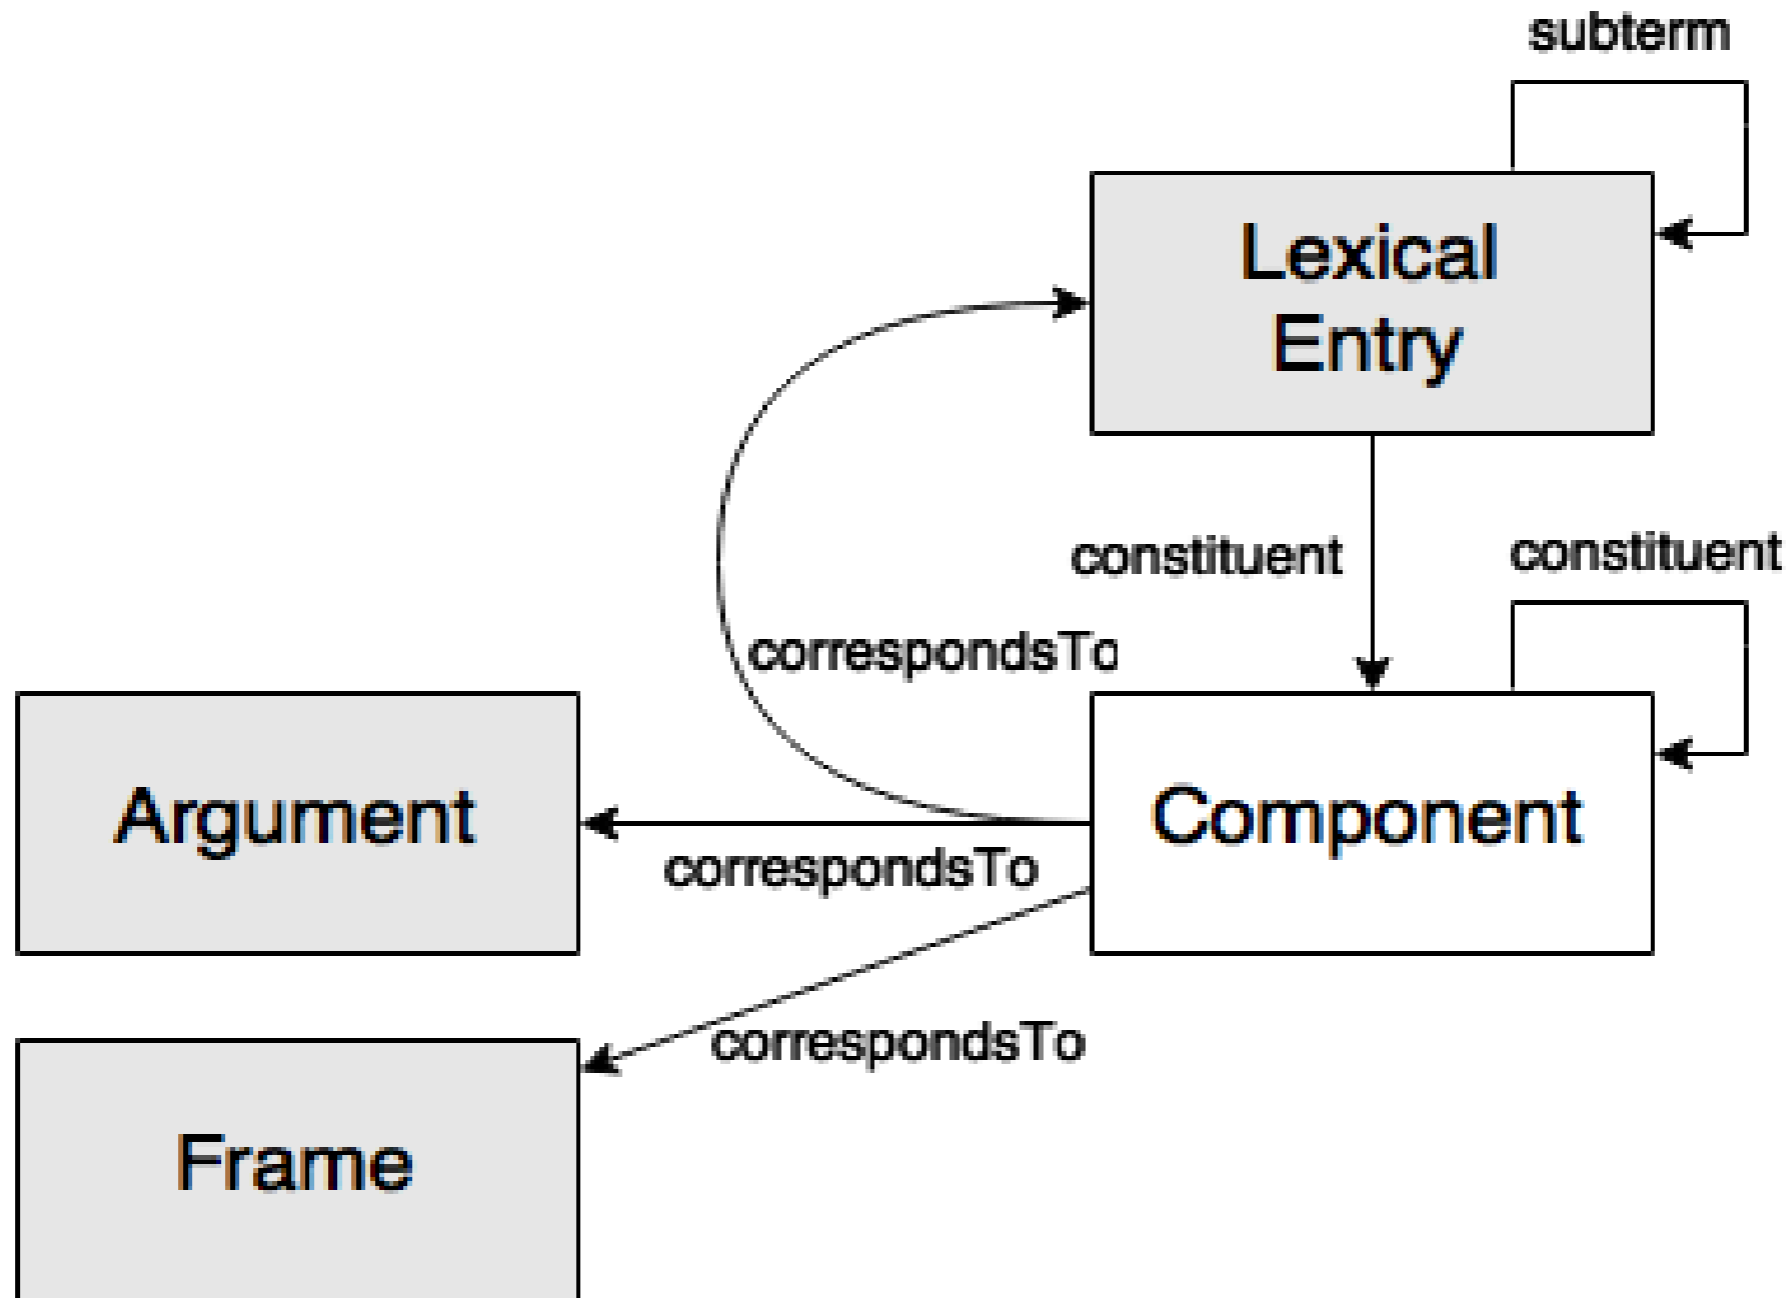 subterm
Lexical
Entry
constituent
constituent
correspondsTo
Argument
Component
correspondsTo
correspondsTo
Frame